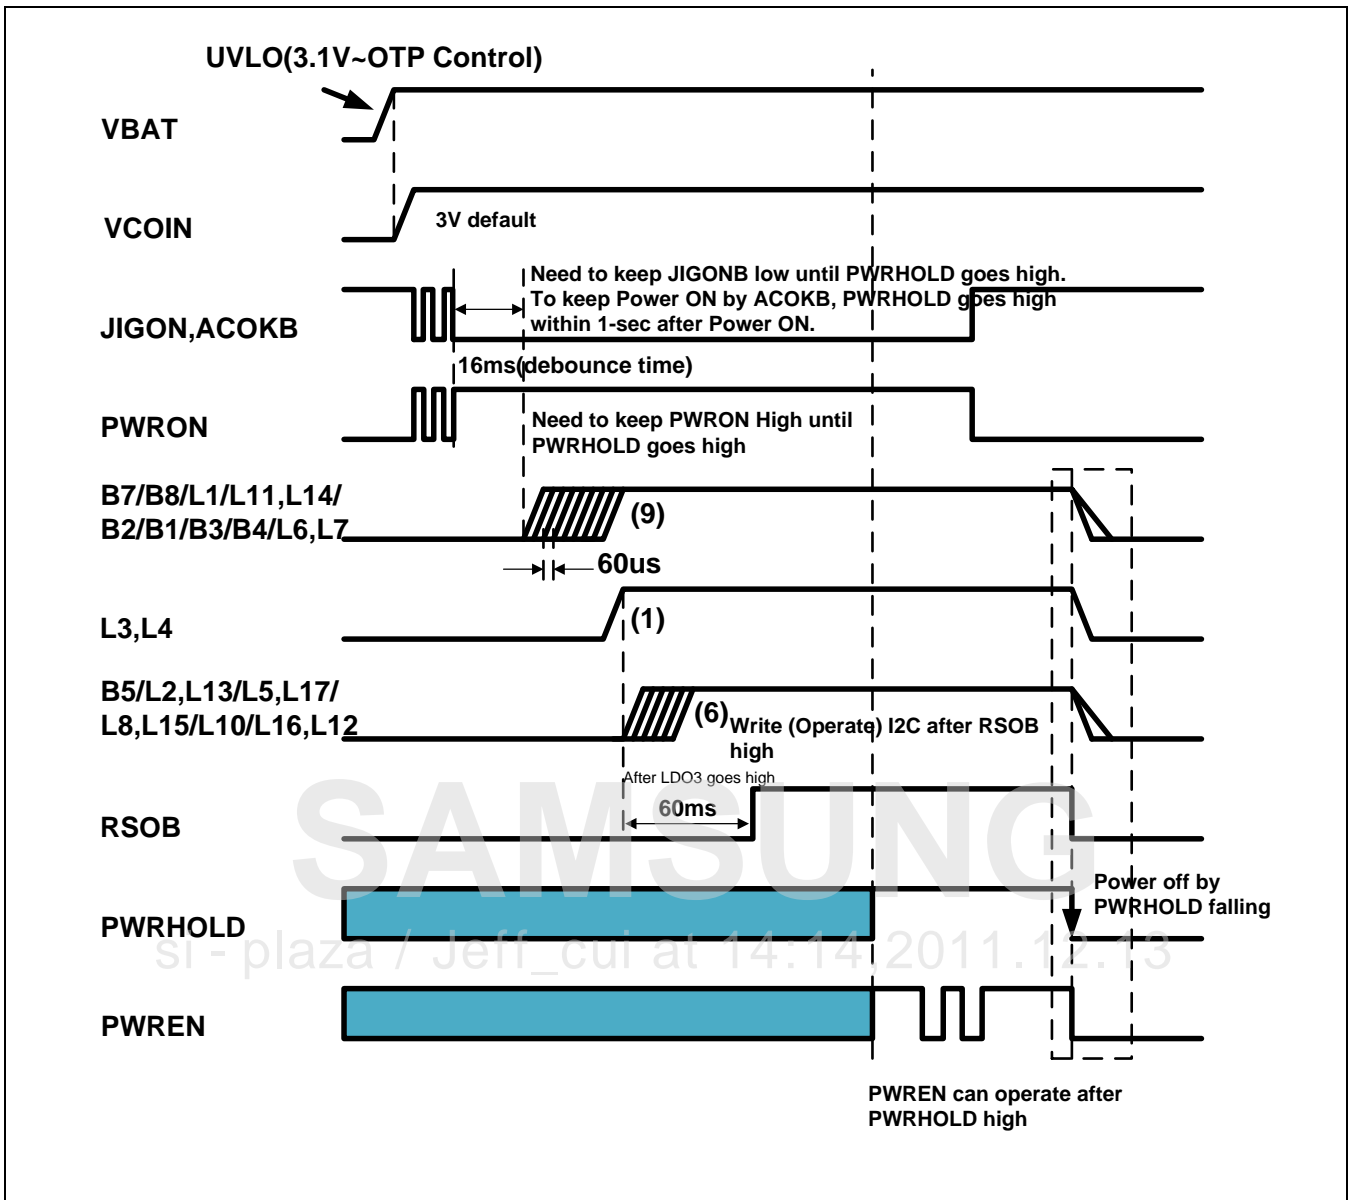 UVLO(3.1V~OTP Control)
VBAT
VCOIN
3V default
Need to keep JIGONB low until PWRHOLD goes high.
To keep Power ON by ACOKB, PWRHOLD goes high
within 1-sec after Power ON.
JIGON,ACOKB
16ms(debounce time)
PWRON
Need to keep PWRON High until
PWRHOLD goes high
B7/B8/L1/L11,L14/
B2/B1/B3/B4/L6,L7
(9)
60us
L3,L4
(1)
B5/L2,L13/L5,L17/
L8,L15/L10/L16,L12
(6)
Write (Operate) I2C after RSOB
high
After LDO3 goes high
60ms
RSOB
SAMSUNG
Power off by
PWRHOLD falling
PWRHOLD
si - plaza / Jeff_cui at 14:14,2011.12.13
PWREN
PWREN can operate after
PWRHOLD high